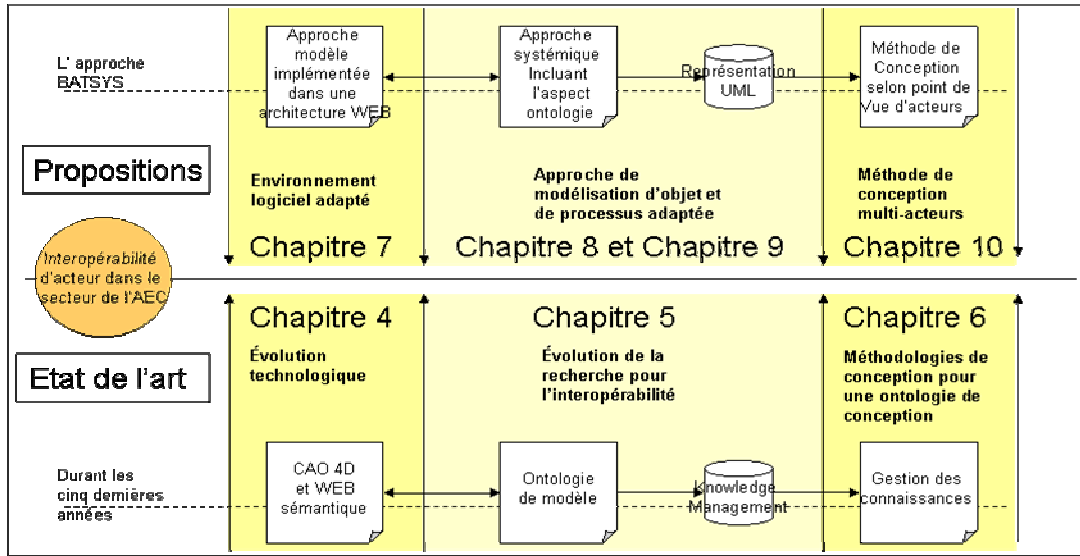 L' approche
BATSYS
Approche
modèle
implémentée
dans une
architecture WEB
Approche
systémique
Incluant
l'aspect
ontologie
Représentation
UML
Méthode de
Conception
selon point de
Vue d'acteurs
Propositions
Environnement
logiciel adapté
Approche de
modélisation d'objet et
de processus adaptée
Méthode de
conception
multi-acteurs
Chapitre 7
Chapitre 8 et Chapitre 9
Chapitre 10
Interopérabilité
d'acteur dans le
secteur de l'AEC
Chapitre 4
Chapitre 5
Chapitre 6
Évolution
technologique
Évolution de la
recherche pour
l'interopérabilité
Méthodologies de
conception pour
une ontologie de
conception
Etat de l'art
Durant les
cinq dernières
années
CAO 4D
et WEB
sémantique
Ontologie
de modèle
Knowledge
Management
Gestion des
connaissances